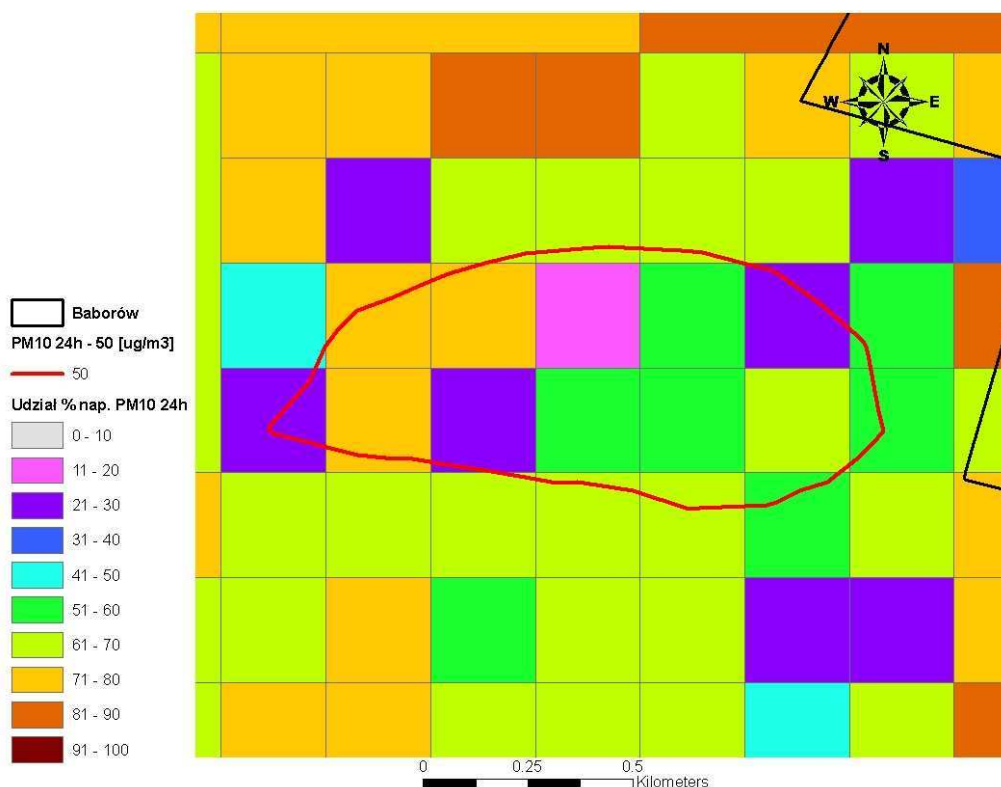 N
W E
S
Baborów
PM10 24h - 50 [ug/m3]
50
Udział % nap. PM10 24h
0 - 10
11 - 20
21 - 30
31 - 40
41 - 50
51 - 60
61 - 70
71 - 80
81 - 90
91 - 100
0 0.25 0.5
Kilometers